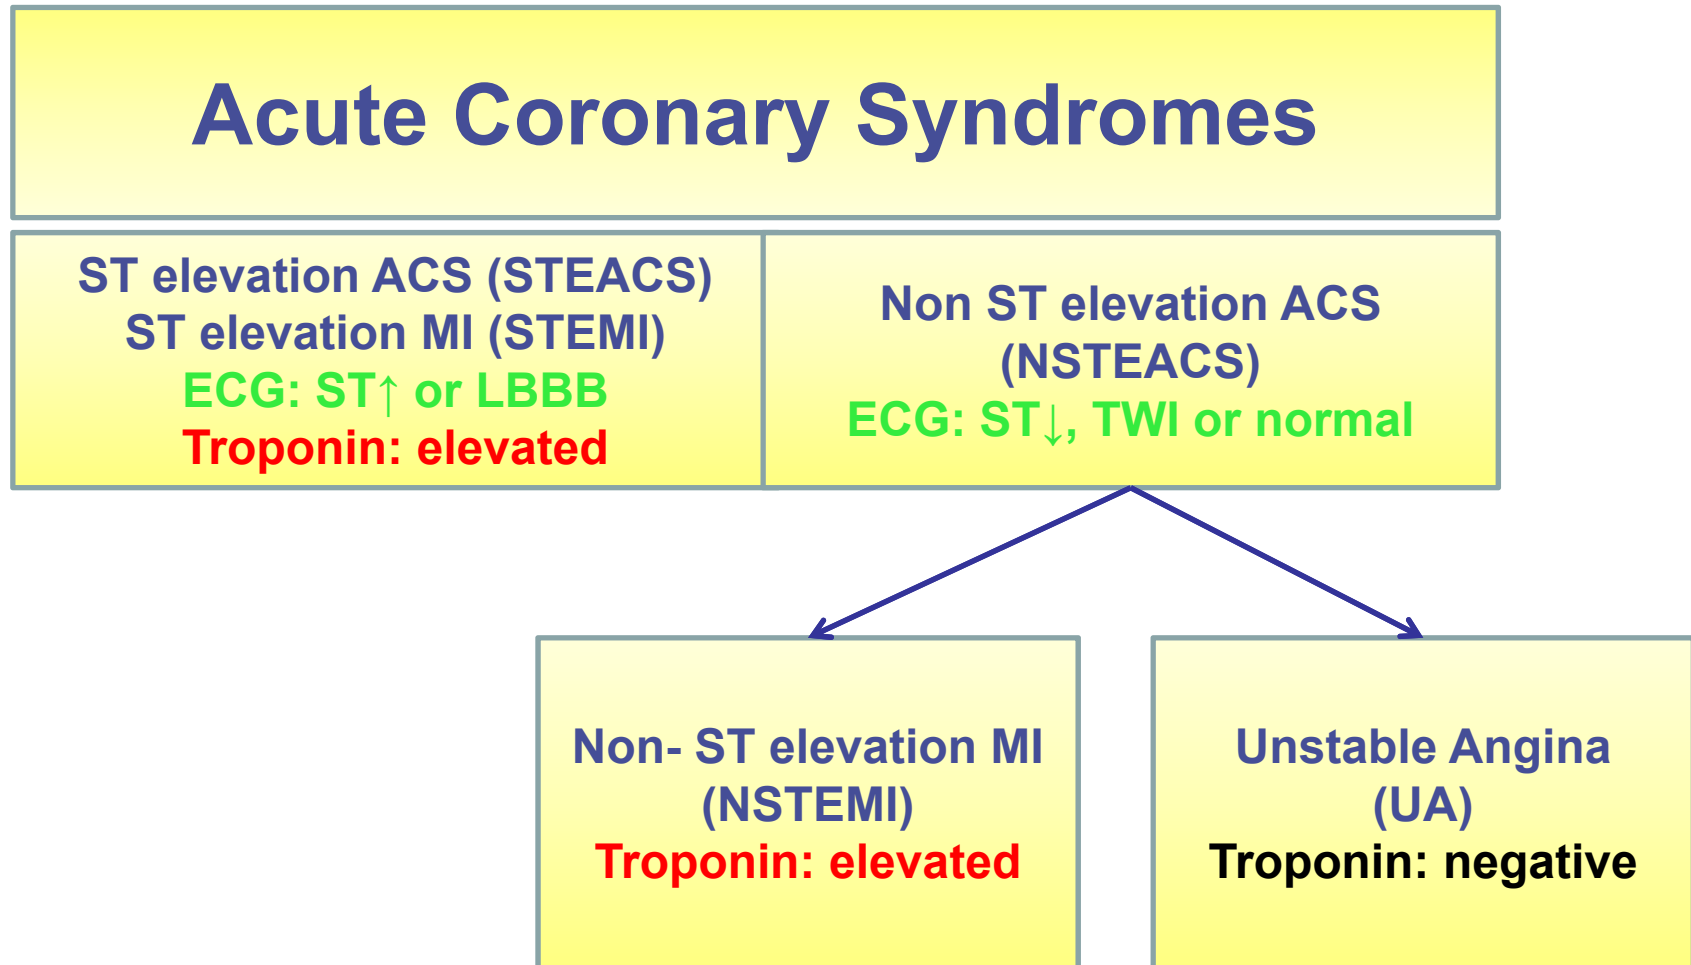 Acute Coronary Syndromes
ST elevation ACS (STEACS)
ST elevation MI (STEMI)
ECG: ST↑ or LBBB
Troponin: elevated
Non ST elevation ACS
(NSTEACS)
ECG: ST↓, TWI or normal
Non- ST elevation MI
(NSTEMI)
Troponin: elevated
Unstable Angina
(UA)
Troponin: negative